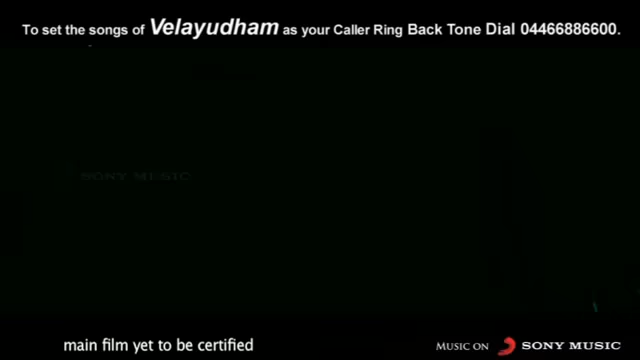 To set the songs of Velayudham as your Caller Ring Back Tone Dial 04466886600.
SONY MUSIC
main film yet to be certified
MUSIC ON SONY MUSIC